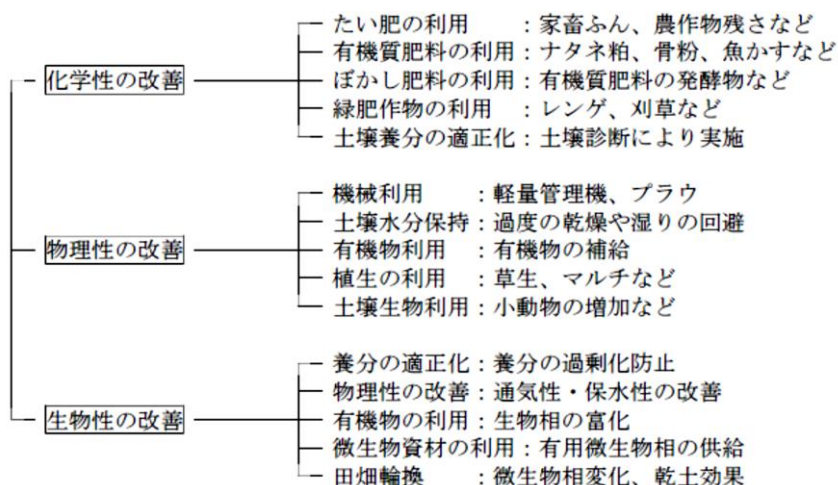 たい肥の利用　　：家畜ふん、農作物残さなど
有機質肥料の利用：ナタネ粕、骨粉、魚かすなど
化学性の改善
ぼかし肥料の利用：有機質肥料の発酵物など
緑肥作物の利用　：レンゲ、刈草など
土壌養分の適正化：土壌診断により実施
機械利用　　：軽量管理機、プラウ
土壌水分保持：過度の乾燥や湿りの回避
物理性の改善
有機物利用　：有機物の補給
植生の利用　：草生、マルチなど
土壌生物利用：小動物の増加など
養分の適正化：養分の過剰化防止
物理性の改善：通気性・保水性の改善
生物性の改善
有機物の利用：生物相の富化
微生物資材の利用：有用微生物相の供給
田畑輪換　　：微生物相変化、乾土効果